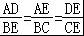 AD/BE = AE/BC = DE/CE